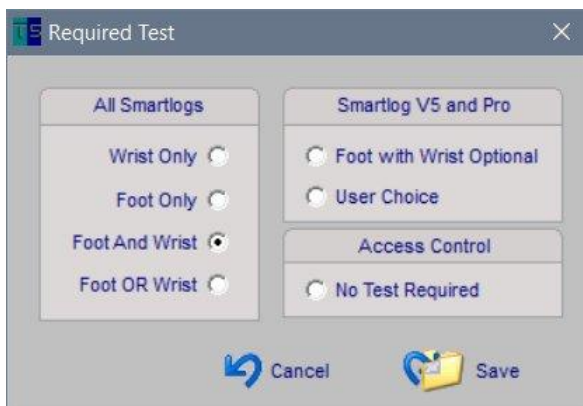 TS Required Test
All Smartlogs
Wrist Only
Foot Only
Foot And Wrist
Foot OR Wrist
Smartlog V5 and Pro
Foot with Wrist Optional
User Choice
Access Control
No Test Required
Cancel
Save